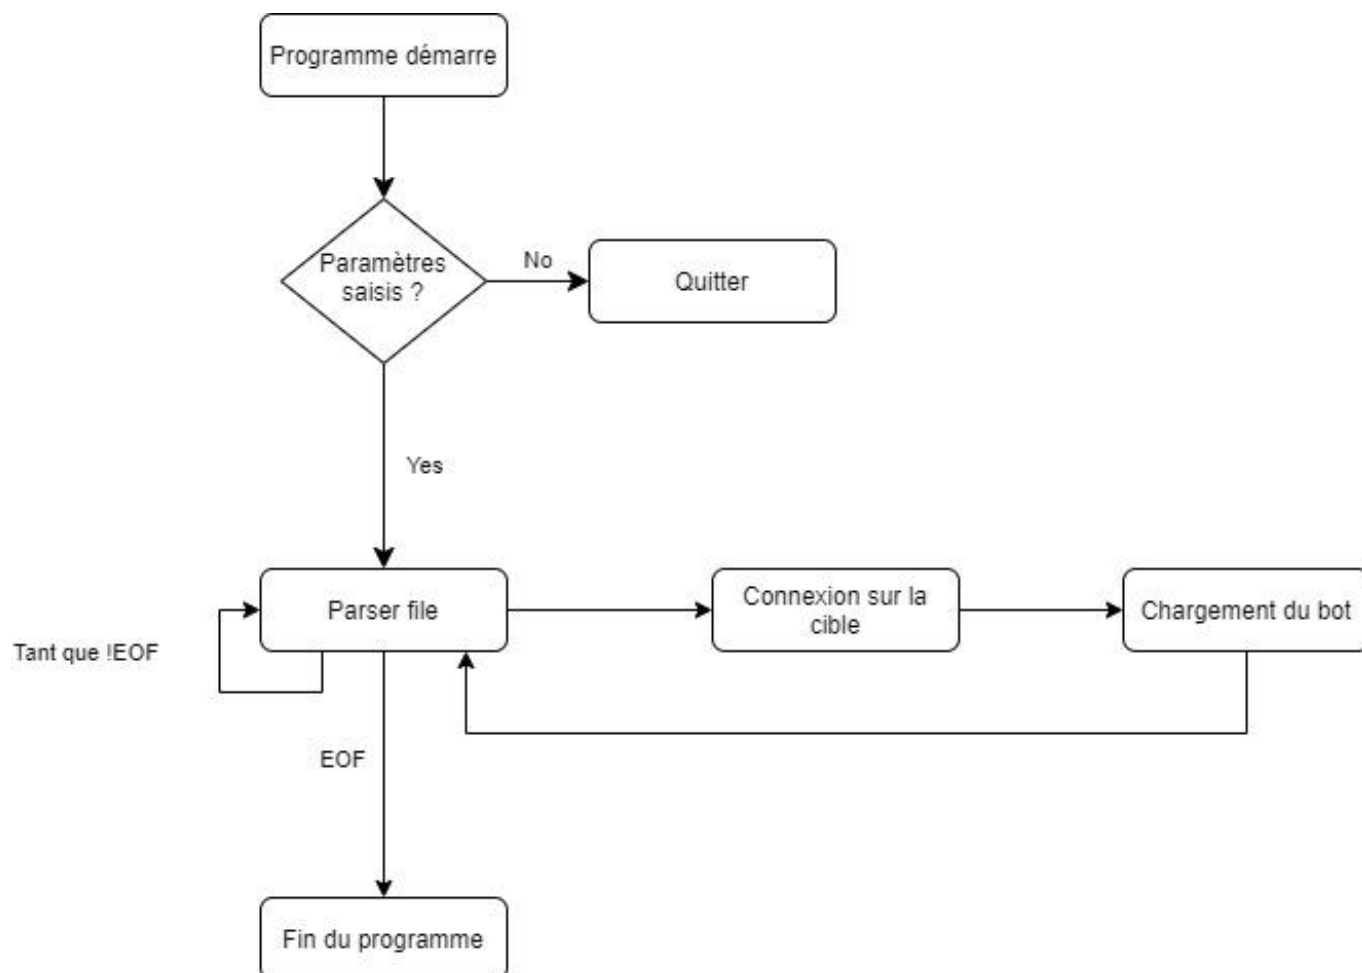 Programme démarre
Paramètres
saisis ?
No
Quitter
Yes
Parser file
Connexion sur la
cible
Chargement du bot
Tant que !EOF
EOF
Fin du programme